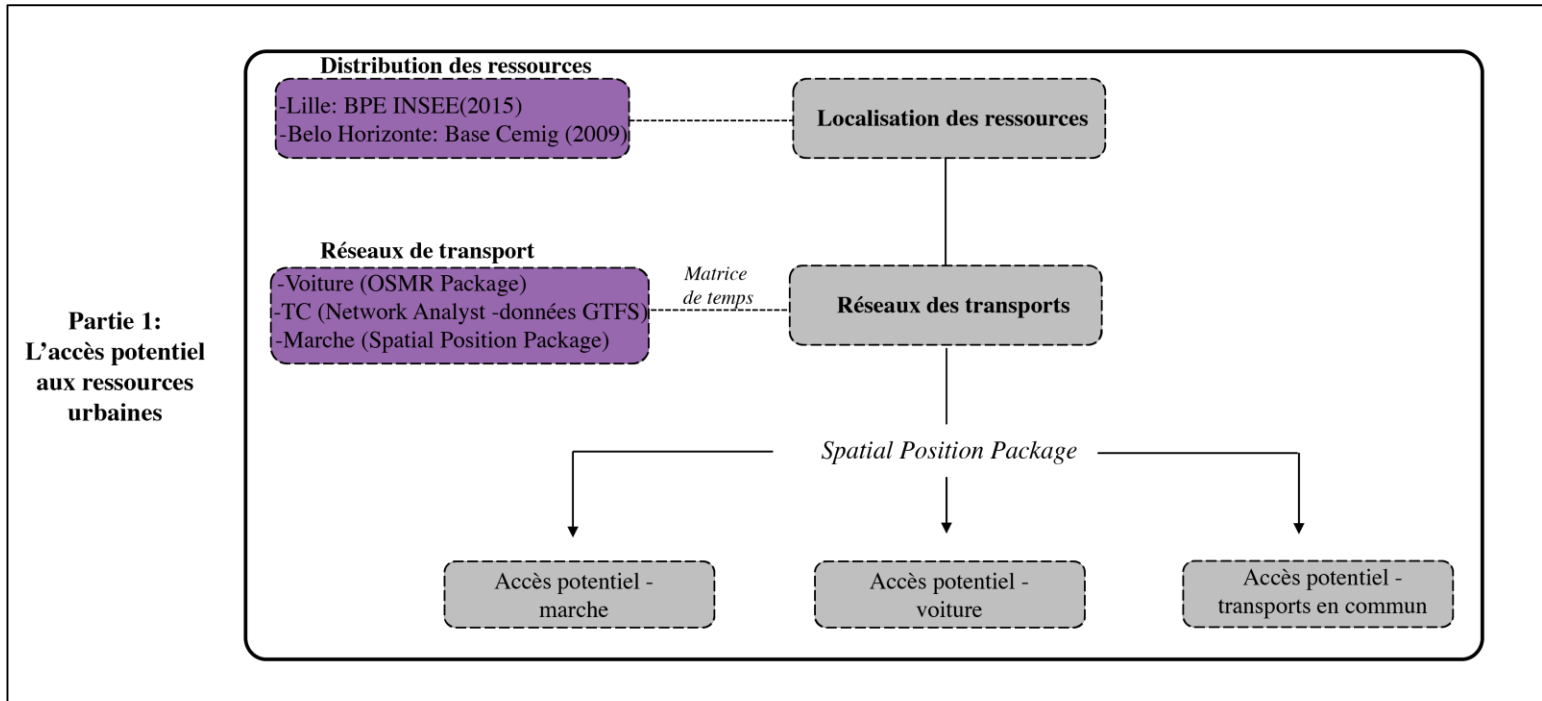 Partie 1:
L'accès potentiel
aux ressources
urbaines
Distribution des ressources
-Lille: BPE INSEE(2015)
-Belo Horizonte: Base Cemig (2009)
Localisation des ressources
Réseaux de transport
-Voiture (OSMR Package)
-TC (Network Analyst -données GTFS)
-Marche (Spatial Position Package)
Matrice
de temps
Réseaux des transports
Spatial Position Package
Accès potentiel -
marche
Accès potentiel -
voiture
Accès potentiel -
transports en commun